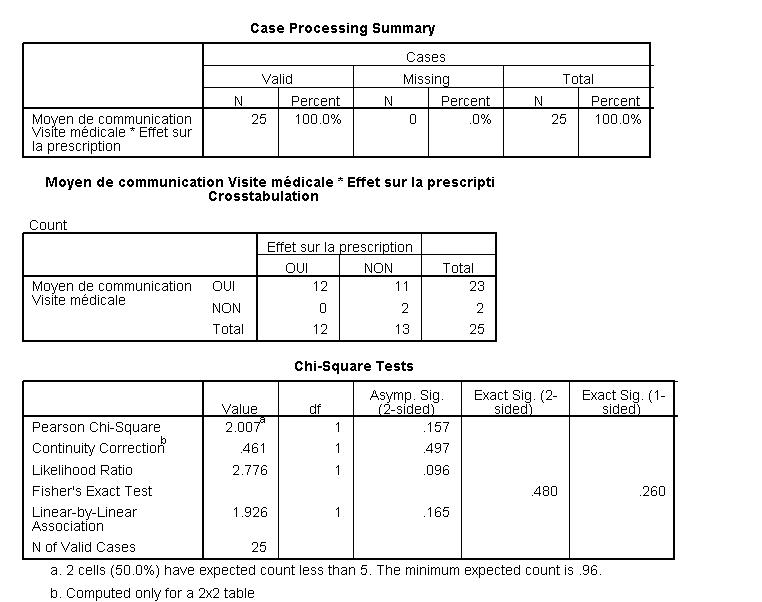 Case Processing Summary
Cases
Valid Missing Total
N Percent N Percent N Percent
Moyen de communication 25 100.0% 0 .0% 25 100.0%
Visite médicale * Effet sur
la prescription
Moyen de communication Visite médicale * Effet sur la prescripti
Crosstabulation
Count
Effet sur la prescription
OUI NON Total
Moyen de communication OUI 12 11 23
Visite médicale
NON 0 2 2
Total 12 13 25
Chi-Square Tests
Asymp. Sig. Exact Sig. (2- Exact Sig. (1-
Value df (2-sided) sided) sided)
Pearson Chi-Square 2.007a 1 .157
Continuity Correctionb .461 1 .497
Likelihood Ratio 2.776 1 .096
Fisher's Exact Test .480 .260
Linear-by-Linear 1.926 1 .165
Association
N of Valid Cases 25
a. 2 cells (50.0%) have expected count less than 5. The minimum expected count is .96.
b. Computed only for a 2x2 table